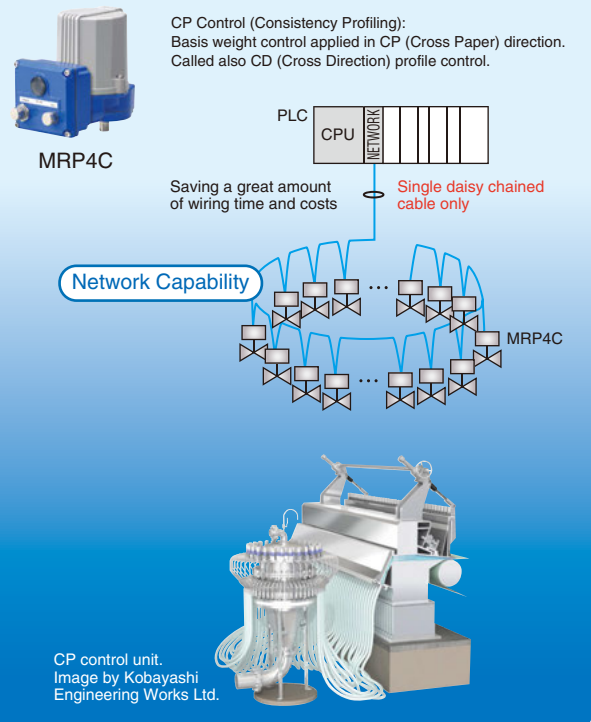 CP Control (Consistency Profiling):
Basis weight control applied in CP (Cross Paper) direction.
Called also CD (Cross Direction) profile control.
MRP4C
PLC
CPU
NETWORK
Saving a great amount
of wiring time and costs
Single daisy chained
cable only
Network Capability
...
MRP4C
...
CP control unit.
Image by Kobayashi
Engineering Works Ltd.